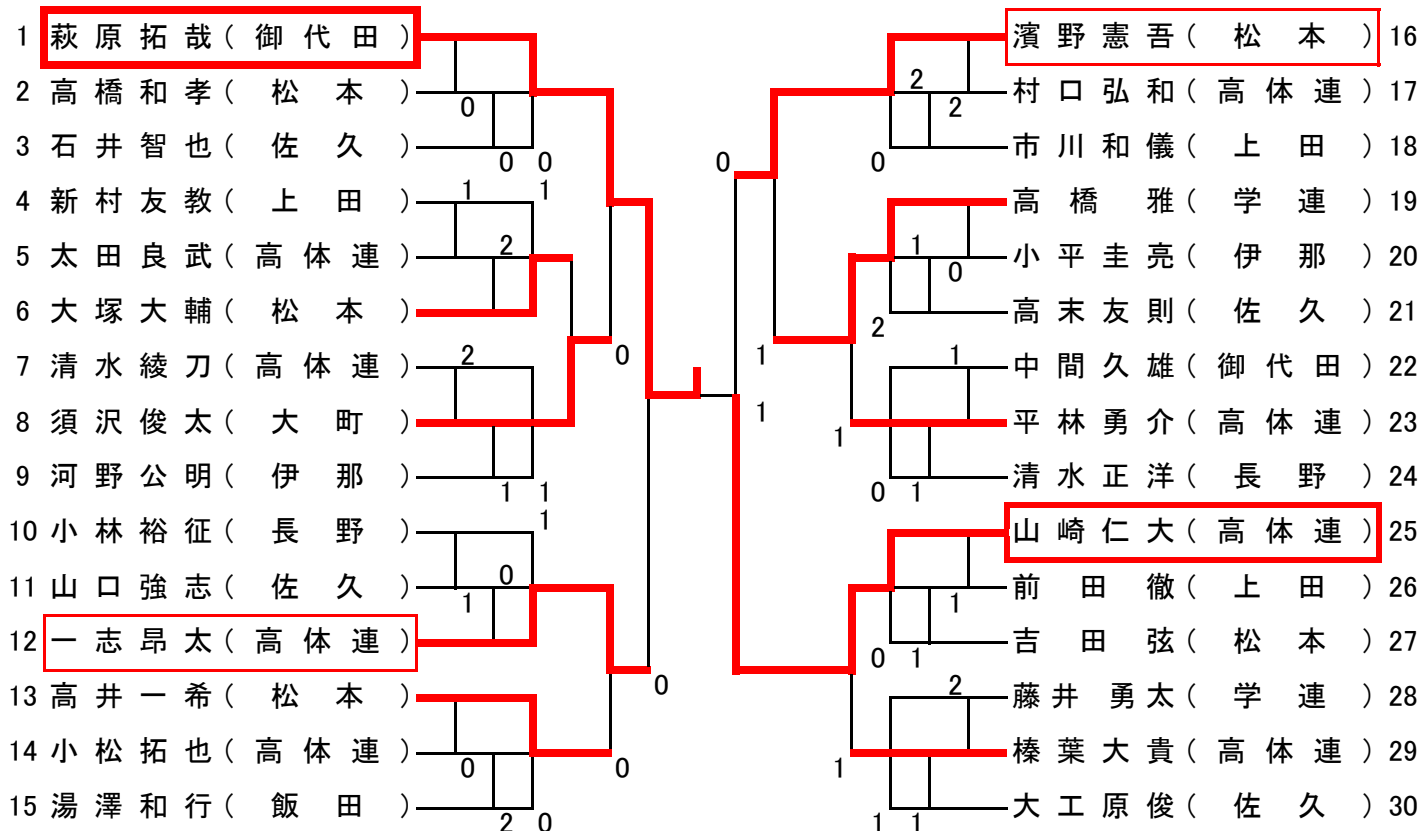 1 萩原拓哉(御代田)
2 高橋和孝(松本)
0
3 石井智也(佐久)
0 0
4 新村友教(上田)
1 1
5 太田良武(高体連)
2
6 大塚大輔(松本)
7 清水綾刀(高体連)
2
0
8 須沢俊太(大町)
9 河野公明(伊那)
1 1
10 小林裕征(長野)
1
11 山口強志(佐久)
0
1
12 一志昂太(高体連)
0
13 高井一希(松本)
14 小松拓也(高体連)
0
0
15 湯澤和行(飯田)
2 0
濱野憲吾(松本) 16
2
村口弘和(高体連) 17
2
市川和儀(上田) 18
0
0
高橋雅(学連) 19
1
小平圭亮(伊那) 20
0
高末友則(佐久) 21
2
1
1
中間久雄(御代田) 22
1
平林勇介(高体連) 23
1
清水正洋(長野) 24
0 1
山崎仁大(高体連) 25
前田徹(上田) 26
1
吉田弦(松本) 27
0 1
藤井勇太(学連) 28
2
榛葉大貴(高体連) 29
1
大工原俊(佐久) 30
1 1